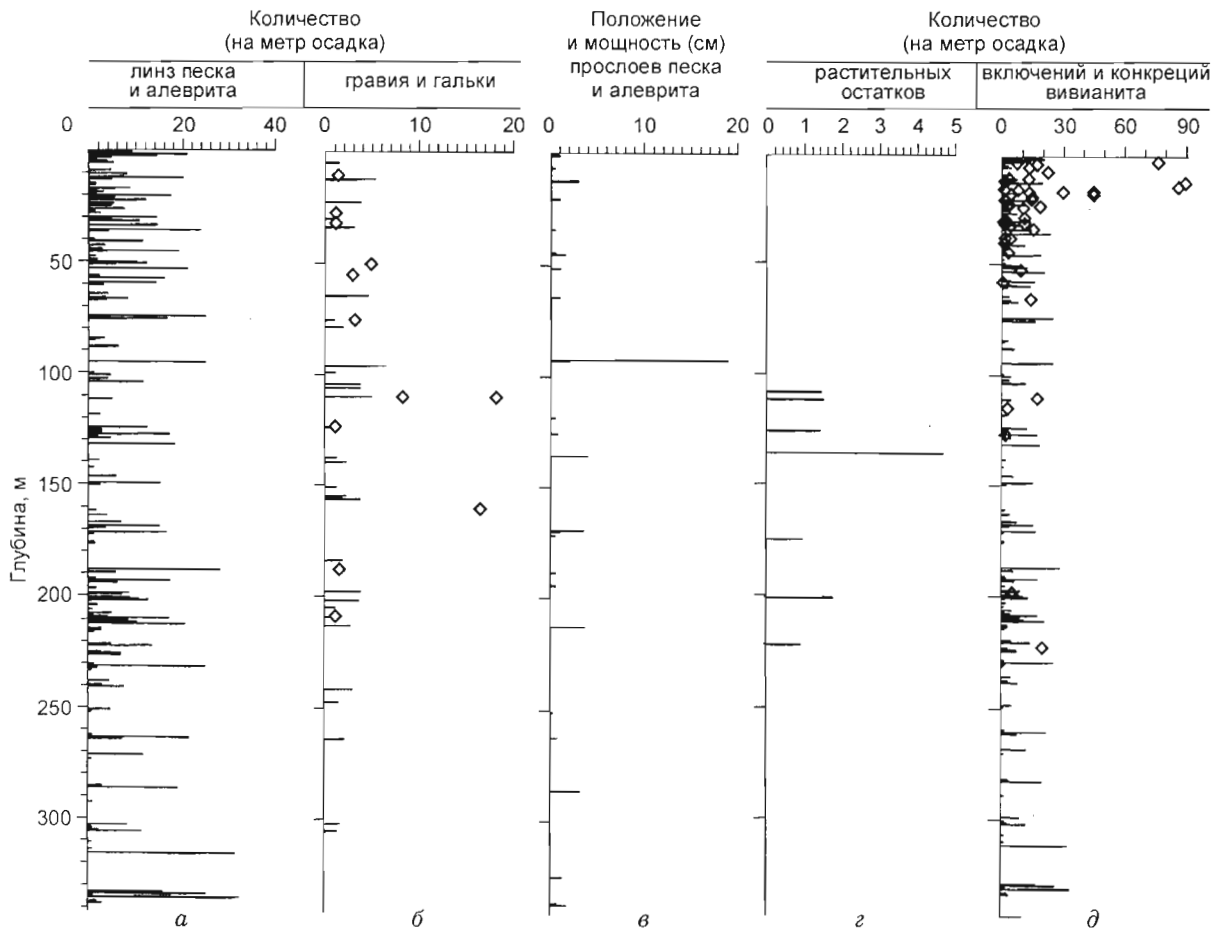 Количество
(на метр осадка)
линз песка
и алеврита
гравия и гальки
Положение
и мощность (см)
прослоев песка
и алеврита
Количество
(на метр осадка)
растительных
остатков
включений и конкреций
вивианита
0 20 40
0 10 20
0 10 20
0 1 2 3 4 5
0 30 60 90
50
100
150
200
250
300
Глубина, м
а
б
в
г
д